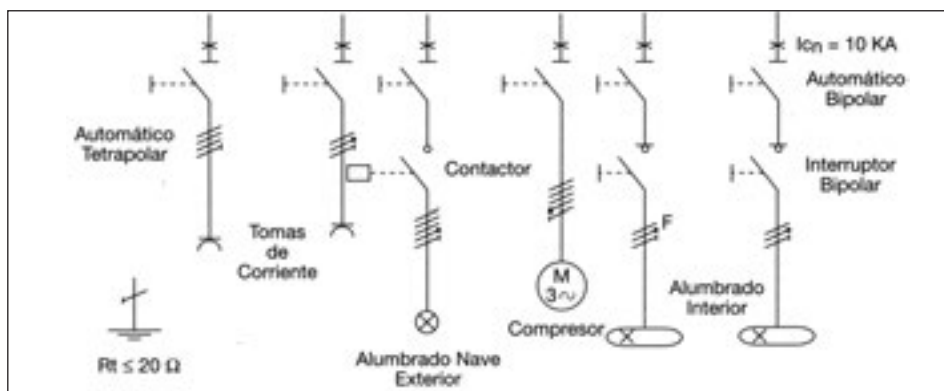 Icn = 10 KA
Automático
Bipolar
Automático
Tetrapolar
Contactor
Interruptor
Bipolar
F
Tomas
de
Corriente
M
3~
Alumbrado
Interior
Compresor
Rt ≤ 20 Ω
Alumbrado Nave
Exterior